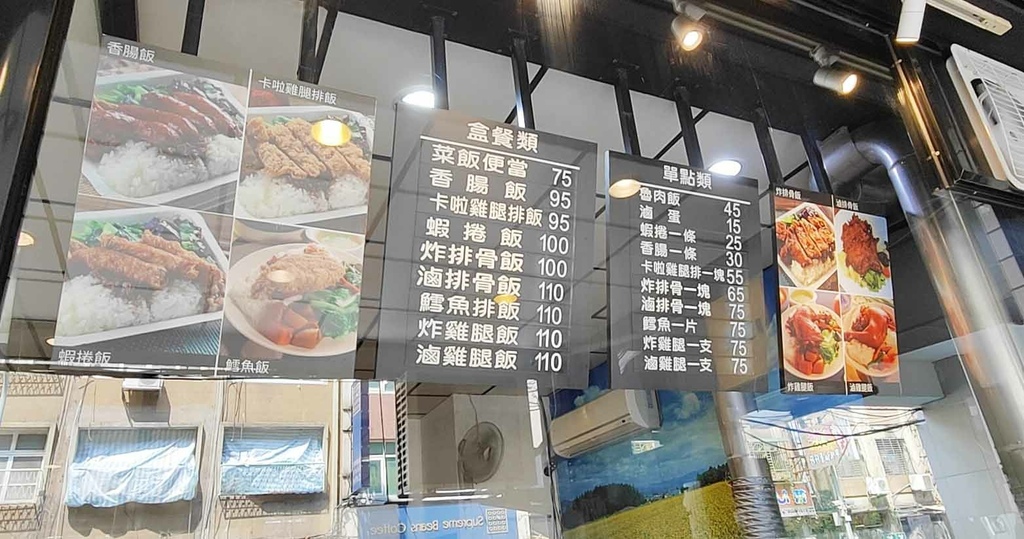 香腸飯
卡啦雞腿排飯
蝦捲飯
鱈魚飯
盒餐類
菜飯便當 75
香腸飯 95
卡啦雞腿排飯 95
蝦捲飯 100
炸排骨飯 100
滷排骨飯 110
鱈魚排飯 110
炸雞腿飯 110
滷雞腿飯 110
單點類
魯肉飯 45
滷蛋 15
蝦捲一條 25
香腸一條 30
卡啦雞腿排一塊 55
炸排骨一塊 65
滷排骨一塊 75
鱈魚一片 75
炸雞腿一支 75
滷雞腿一支 75
炸排骨飯
滷排骨飯
炸雞腿飯
滷雞腿飯
Supreme Beans Coffee